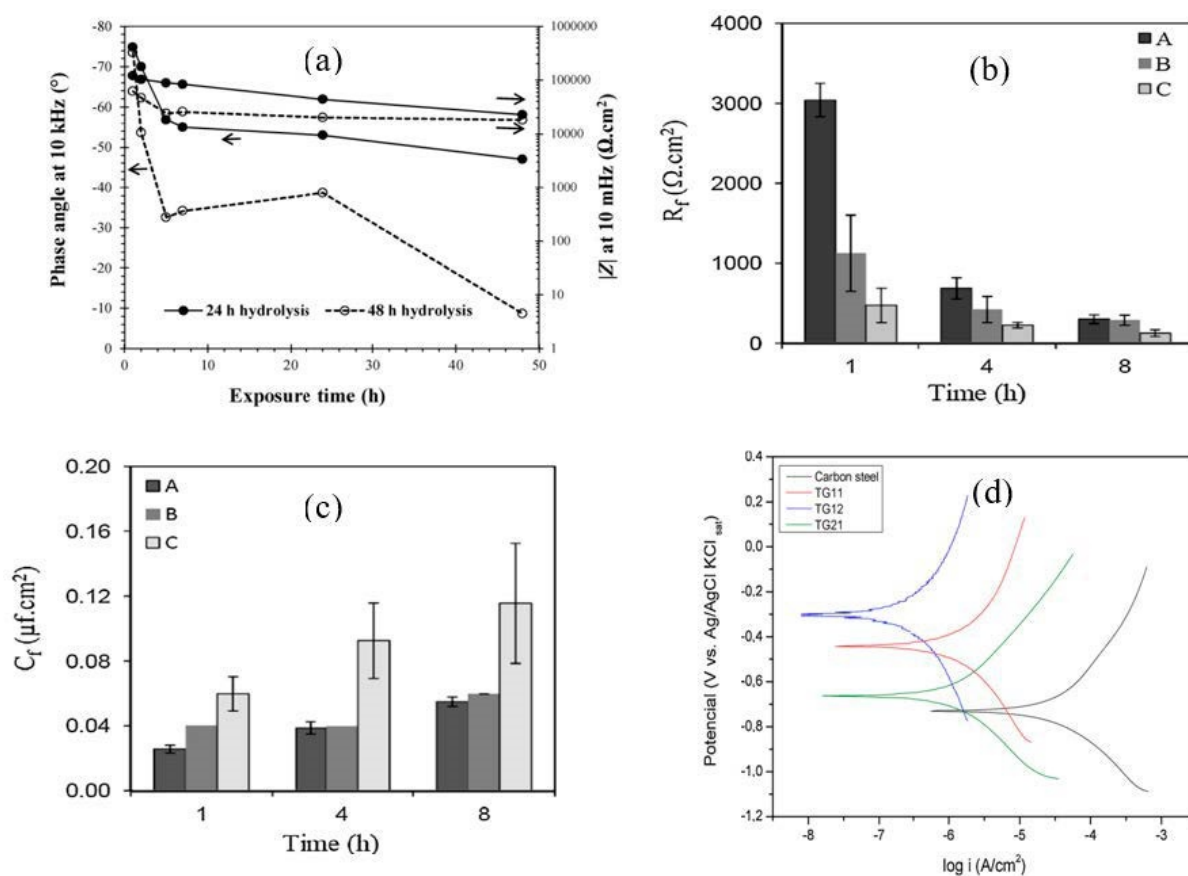 (a)
Phase angle at 10 kHz (°)
-80
-70
-60
-50
-40
-30
-20
-10
0
1000000
100000
10000
1000
100
10
1
|Z| at 10 mHz (Ω.cm²)
24 h hydrolysis
48 h hydrolysis
0 10 20 30 40 50
Exposure time (h)
(b)
A
B
C
R_f (Ω.cm²)
4000
3000
2000
1000
0
1 4 8
Time (h)
(c)
A
B
C
C_f (µf.cm²)
0.20
0.16
0.12
0.08
0.04
0.00
1 4 8
Time (h)
(d)
Carbon steel
TG11
TG12
TG21
Potencial (V vs. Ag/AgCl KCl_sat)
0,4
0,2
0,0
-0,2
-0,4
-0,6
-0,8
-1,0
-1,2
-8 -7 -6 -5 -4 -3
log i (A/cm²)